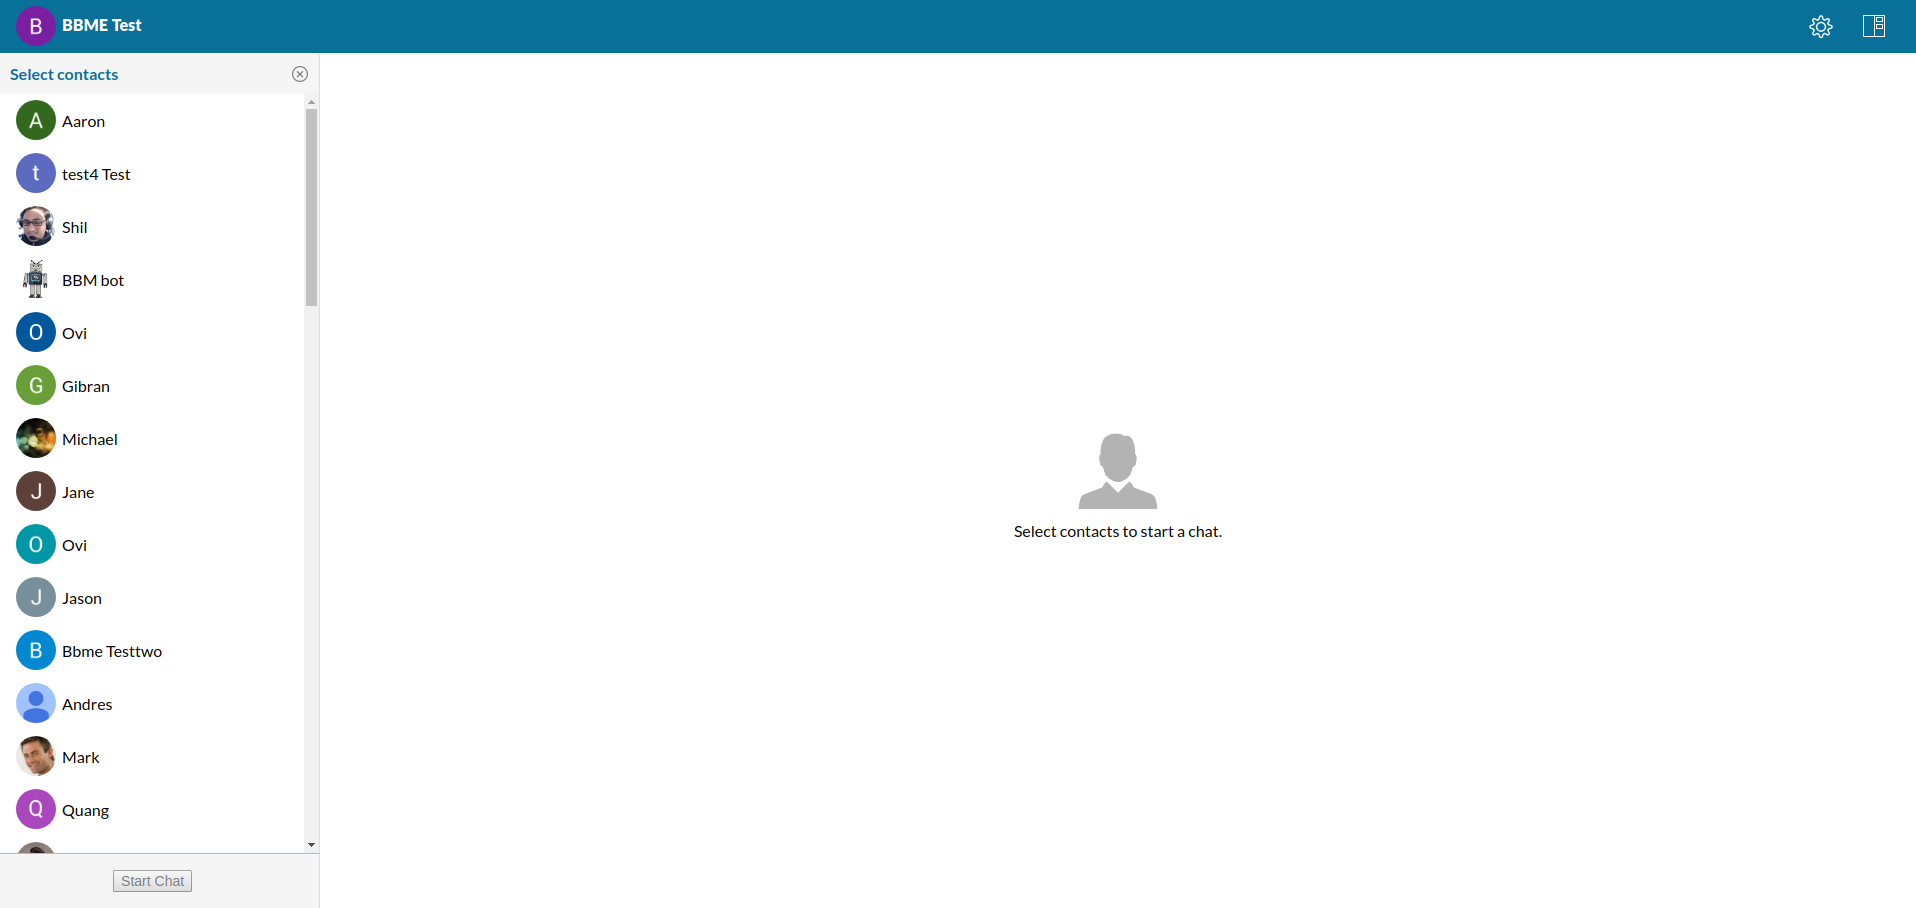 B BBME Test
Select contacts
A Aaron
t test4 Test
Shil
BBM bot
O Ovi
G Gibran
Michael
J Jane
O Ovi
J Jason
B Bbme Testtwo
Andres
Mark
Q Quang
Select contacts to start a chat.
Start Chat